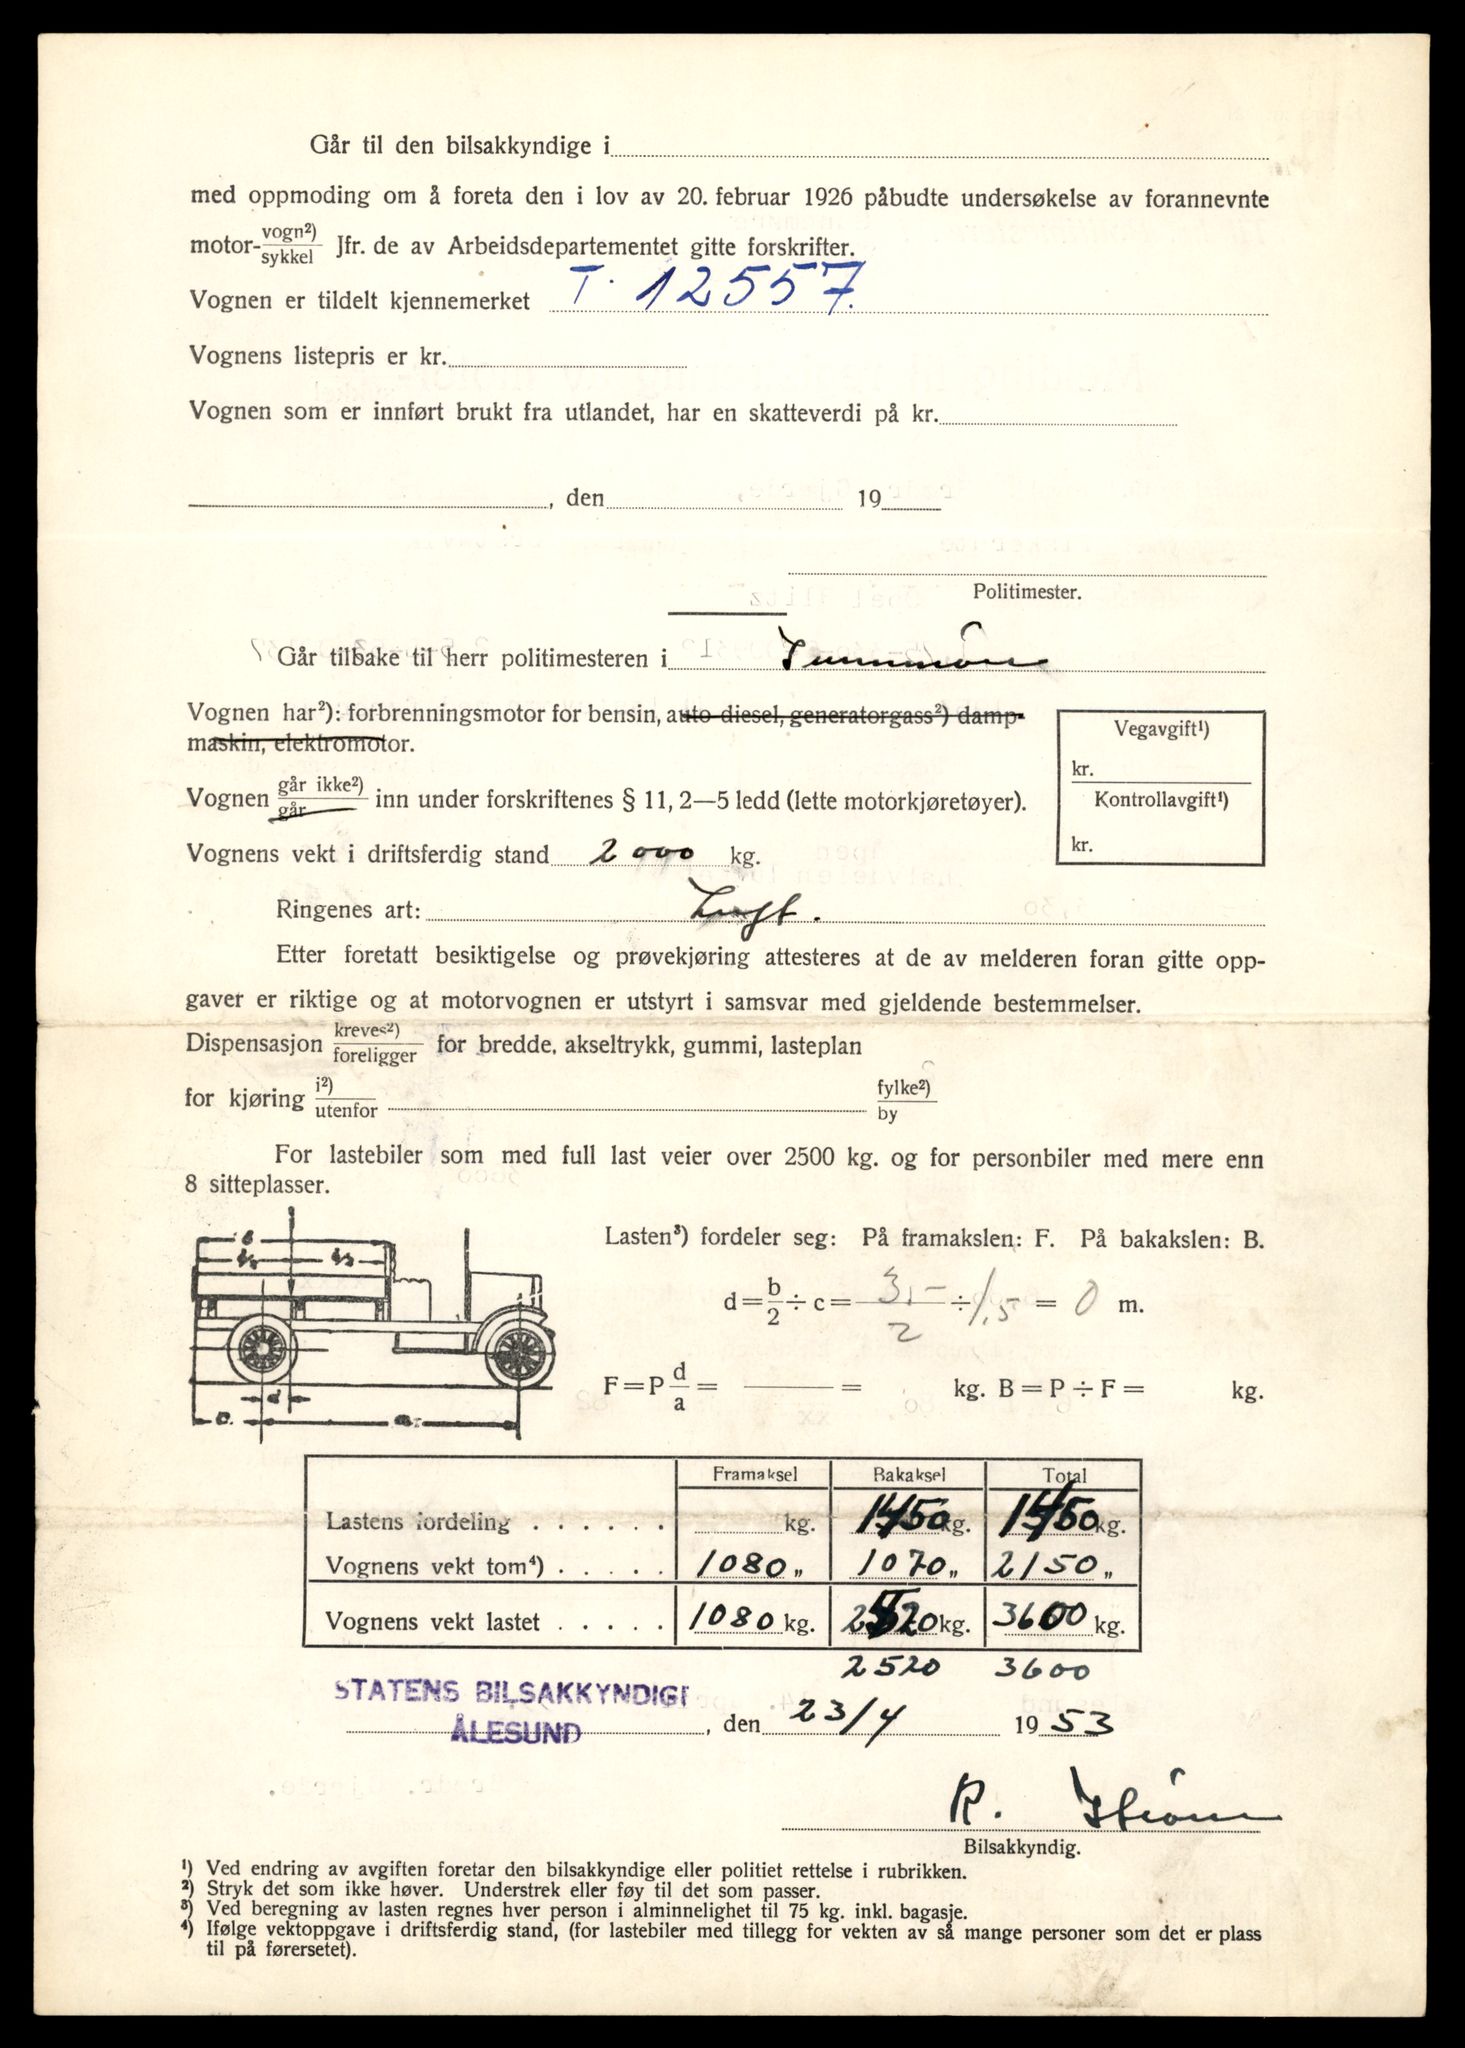 Går til den bilsakkyndige i
med oppmoding om å foreta den i lov av 20. februar 1926 påbudte undersøkelse av forannevnte
motor- vogn²) / sykkel Jfr. de av Arbeidsdepartementet gitte forskrifter.
Vognen er tildelt kjennemerket T. 12557.
Vognens listepris er kr.
Vognen som er innført brukt fra utlandet, har en skatteverdi på kr.
, den 19
Politimester.
Går tilbake til herr politimesteren i Sunnmøre
Vognen har²): forbrenningsmotor for bensin, auto-diesel, generatorgass²) damp-
maskin, elektromotor.
Vegavgift¹)
kr.
Kontrollavgift¹)
kr.
Vognen går ikke²) / går inn under forskriftenes § 11, 2—5 ledd (lette motorkjøretøyer).
Vognens vekt i driftsferdig stand 2000 kg.
Ringenes art: Luft.
Etter foretatt besiktigelse og prøvekjøring attesteres at de av melderen foran gitte opp-
gaver er riktige og at motorvognen er utstyrt i samsvar med gjeldende bestemmelser.
Dispensasjon kreves²) / foreligger for bredde, akseltrykk, gummi, lasteplan
for kjøring i²) / utenfor fylke²) / by
For lastebiler som med full last veier over 2500 kg. og for personbiler med mere enn
8 sitteplasser.
Lasten³) fordeler seg: På framakslen: F. På bakakslen: B.
d = b/2 ÷ c = 3,-/2 ÷ 1,5 = 0 m.
F = P d/a = = kg. B = P ÷ F = kg.
Framaksel Bakaksel Total
Lastens fordeling . . . . . . kg. 1450 kg. 1450 kg.
Vognens vekt tom⁴) . . . . . 1080 „ 1070 „ 2150 „
Vognens vekt lastet . . . . . 1080 kg. 2520 kg. 3600 kg.
2520 3600
STATENS BILSAKKYNDIGE
ÅLESUND , den 23/4 1953
R. Strøm
Bilsakkyndig.
¹) Ved endring av avgiften foretar den bilsakkyndige eller politiet rettelse i rubrikken.
²) Stryk det som ikke høver. Understrek eller føy til det som passer.
³) Ved beregning av lasten regnes hver person i alminnelighet til 75 kg. inkl. bagasje.
⁴) Ifølge vektoppgave i driftsferdig stand, (for lastebiler med tillegg for vekten av så mange personer som det er plass
til på førersetet).